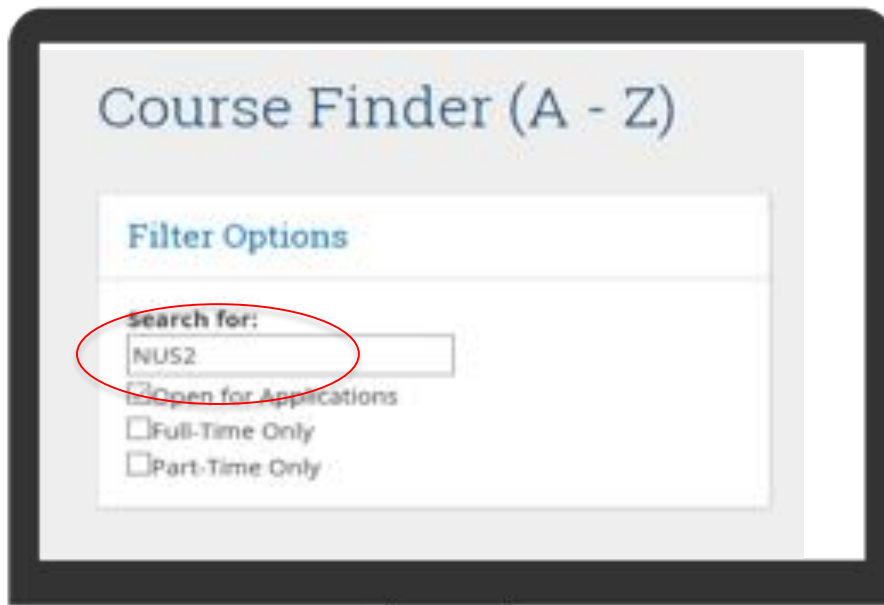 Course Finder (A - Z)
Filter Options
Search for:
NUS2
Open for Applications
Full-Time Only
Part-Time Only